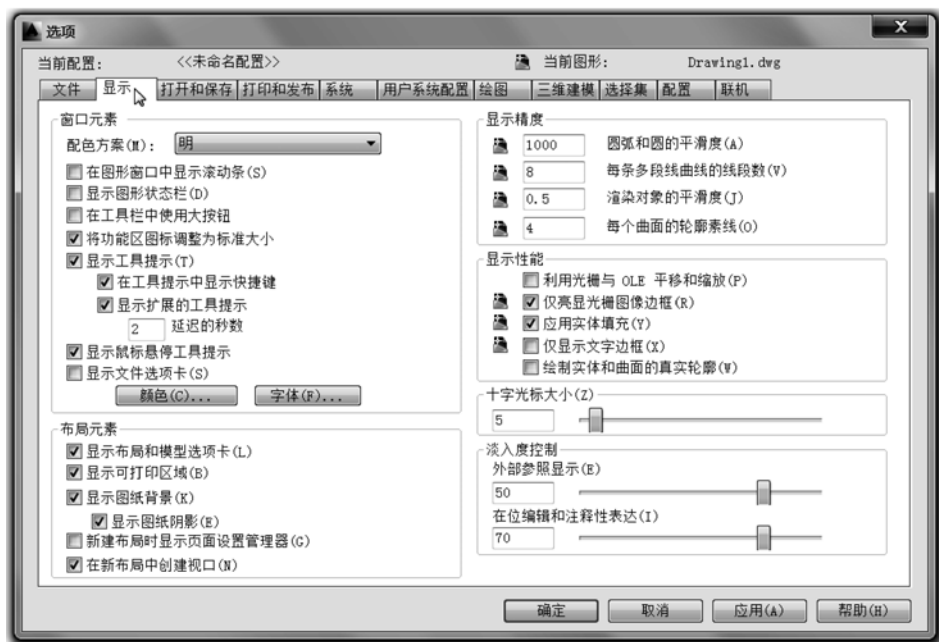 选项
当前配置: <<未命名配置>> 当前图形: Drawing1.dwg
文件 显示 打开和保存 打印和发布 系统 用户系统配置 绘图 三维建模 选择集 配置 联机
窗口元素
配色方案(M): 明
在图形窗口中显示滚动条(S)
显示图形状态栏(D)
在工具栏中使用大按钮
将功能区图标调整为标准大小
显示工具提示(T)
在工具提示中显示快捷键
显示扩展的工具提示
2 延迟的秒数
显示鼠标悬停工具提示
显示文件选项卡(S)
颜色(C)... 字体(F)...
布局元素
显示布局和模型选项卡(L)
显示可打印区域(B)
显示图纸背景(K)
显示图纸阴影(E)
新建布局时显示页面设置管理器(G)
在新布局中创建视口(N)
显示精度
1000 圆弧和圆的平滑度(A)
8 每条多段线曲线的线段数(V)
0.5 渲染对象的平滑度(J)
4 每个曲面的轮廓素线(O)
显示性能
利用光栅与 OLE 平移和缩放(P)
仅亮显光栅图像边框(R)
应用实体填充(Y)
仅显示文字边框(X)
绘制实体和曲面的真实轮廓(W)
十字光标大小(Z)
5
淡入度控制
外部参照显示(E)
50
在位编辑和注释性表达(I)
70
确定 取消 应用(A) 帮助(H)